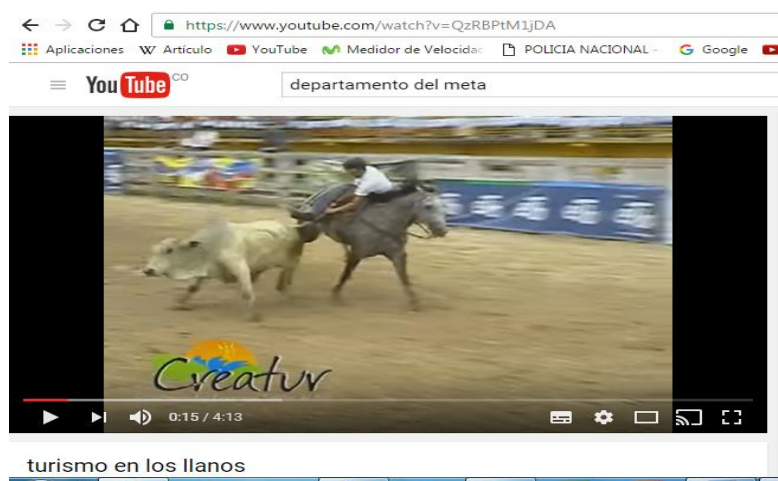 https://www.youtube.com/watch?v=QzRBPtM1jDA
Aplicaciones W Artículo YouTube Medidor de Velocidad POLICIA NACIONAL - G Google
YouTube CO
departamento del meta
Creatur
0:15 / 4:13
turismo en los llanos